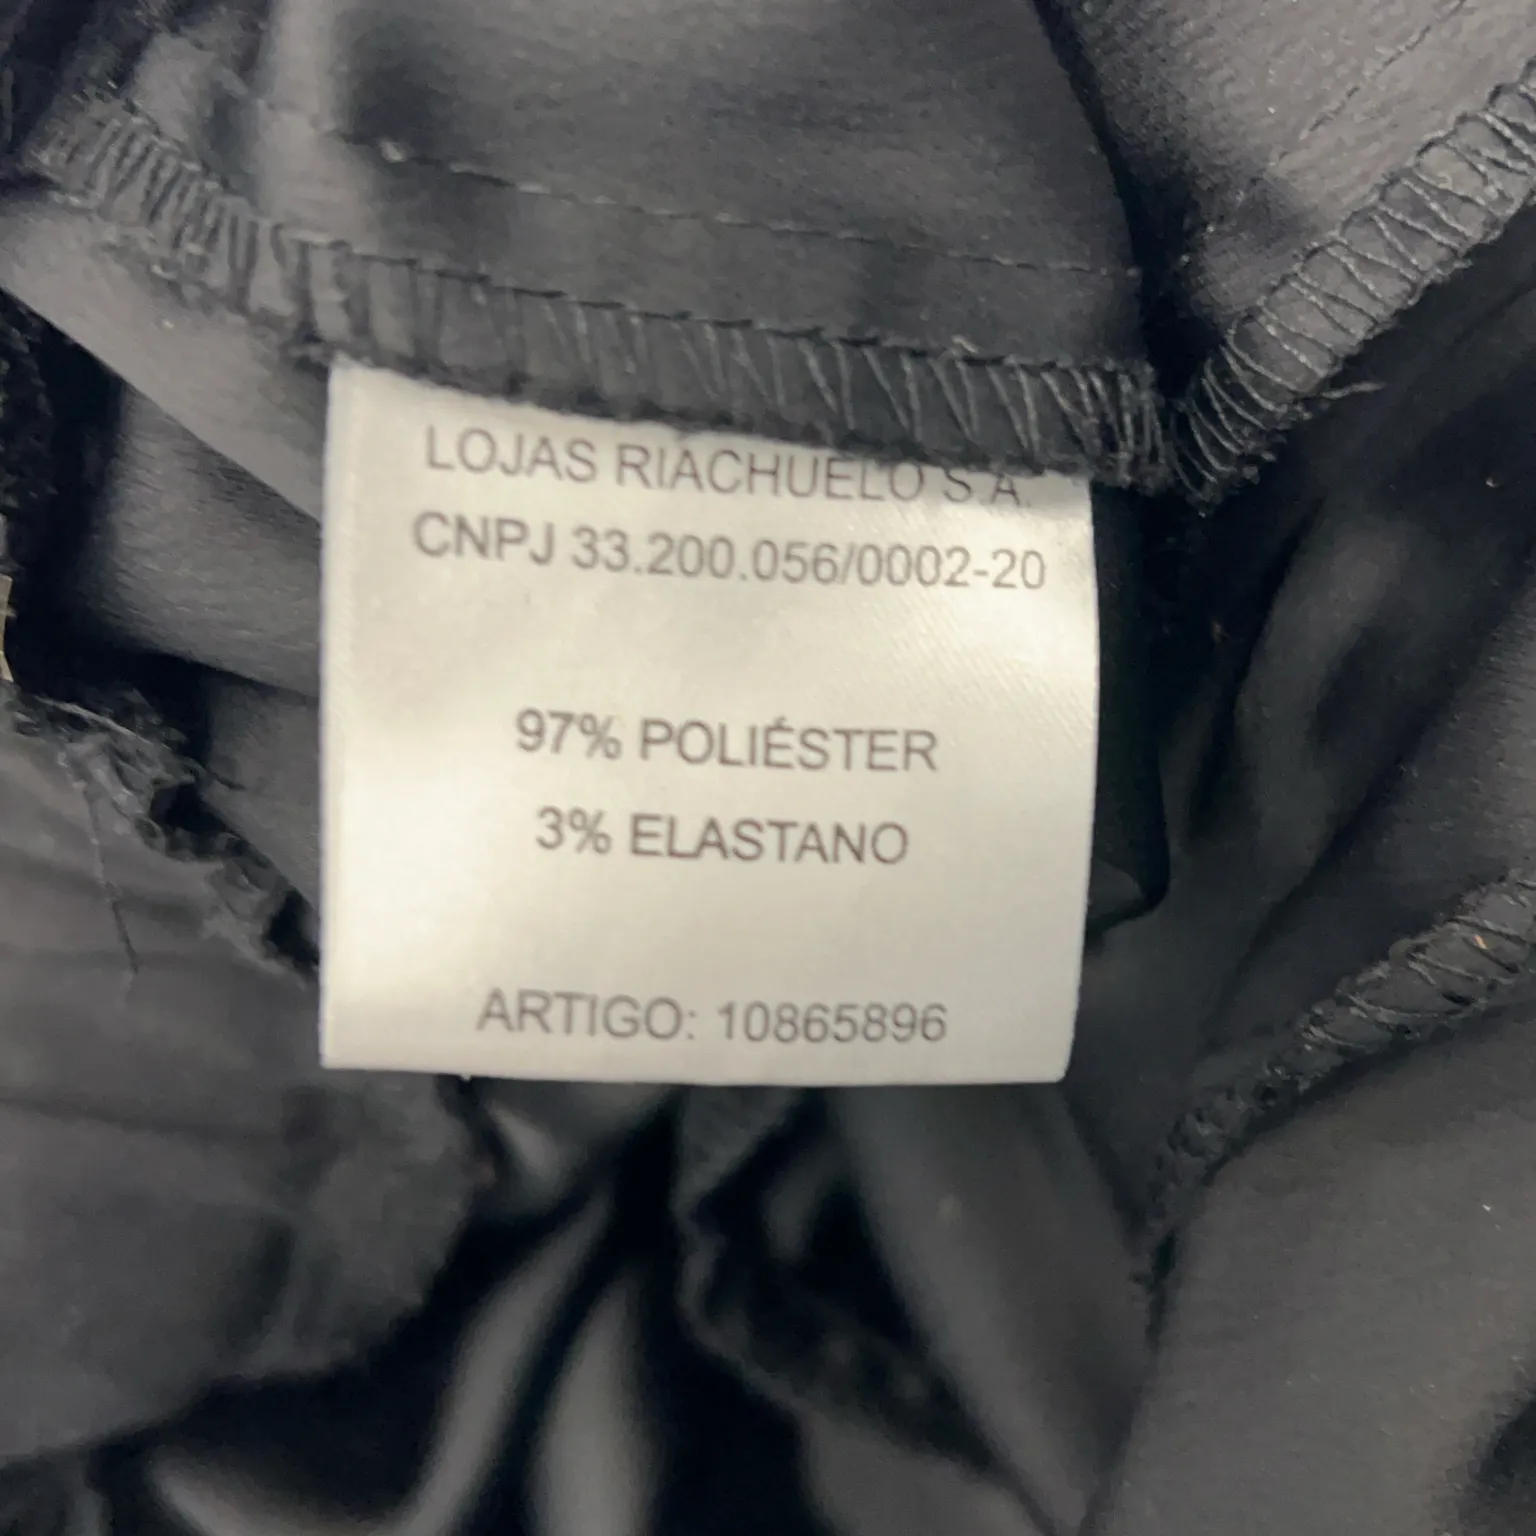 LOJAS RIACHUELO S.A.
CNPJ 33.200.056/0002-20
97% POLIÉSTER
3% ELASTANO
ARTIGO: 10865896